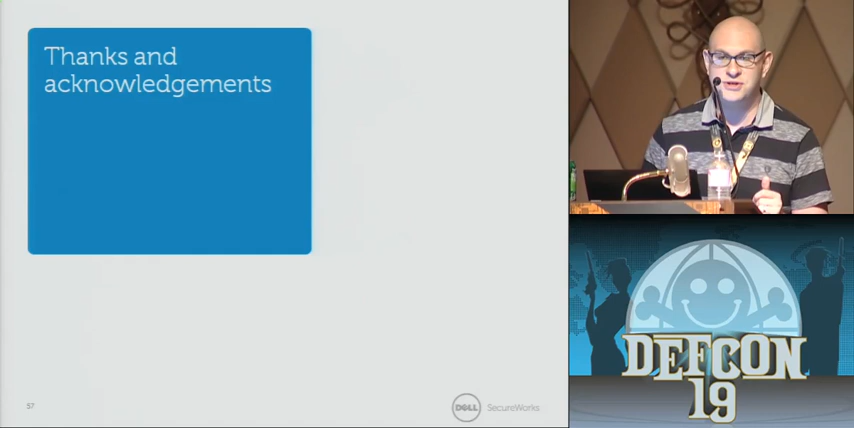 Thanks and
acknowledgements
57
DELL
SecureWorks
DEFCON
19